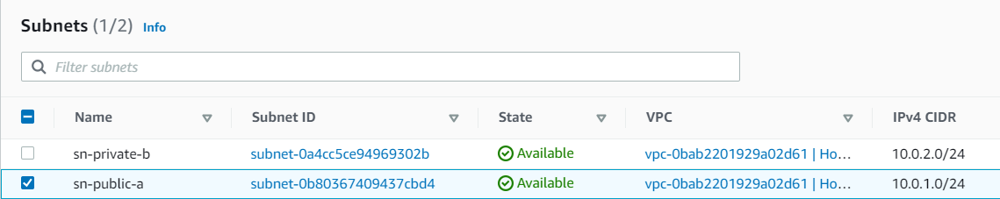 Subnets (1/2) Info
Filter subnets
Name Subnet ID State VPC IPv4 CIDR
sn-private-b subnet-0a4cc5ce94969302b Available vpc-0bab2201929a02d61 | Ho... 10.0.2.0/24
sn-public-a subnet-0b80367409437cbd4 Available vpc-0bab2201929a02d61 | Ho... 10.0.1.0/24